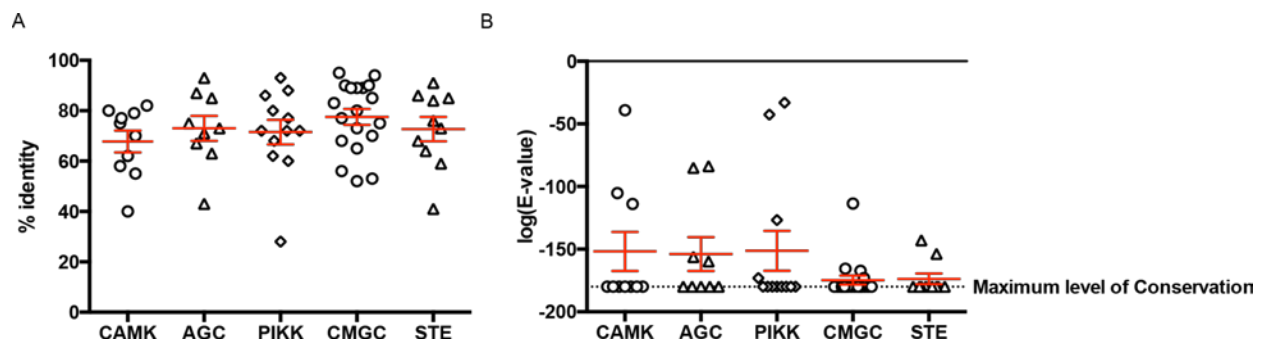 A
% identity
100
80
60
40
20
0
CAMK AGC PIKK CMGC STE
B
log(E-value)
0
-50
-100
-150
-200
Maximum level of Conservation
CAMK AGC PIKK CMGC STE